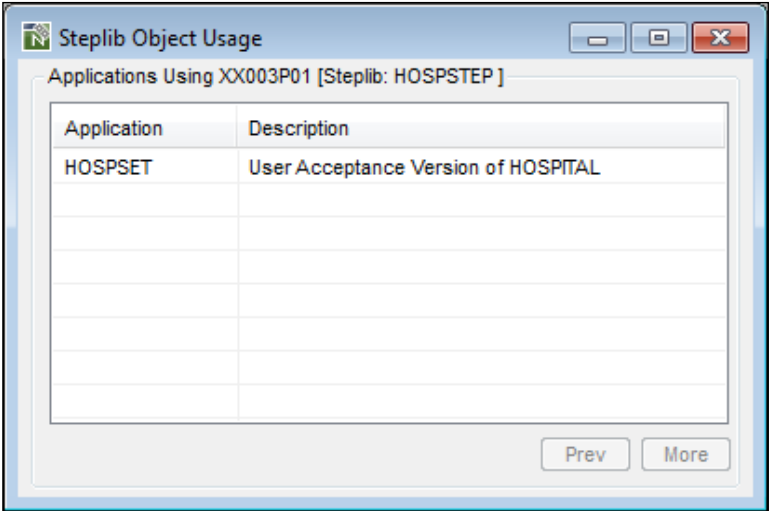 Steplib Object Usage
Applications Using XX003P01 [Steplib: HOSPSTEP ]
Application Description
HOSPSET User Acceptance Version of HOSPITAL
Prev More